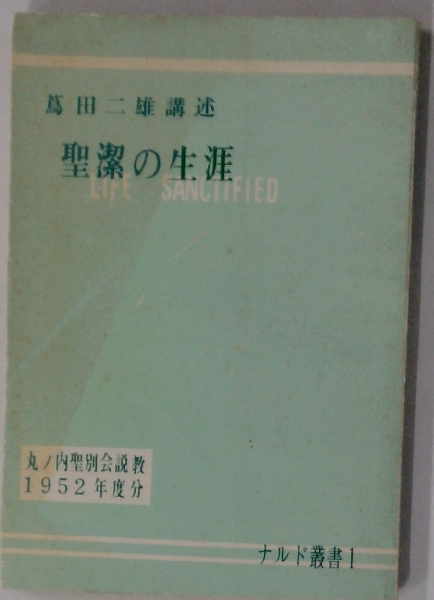 蔦田二雄講述
聖潔の生涯
LIFE SANCTIFIED
丸ノ内聖別会説教
1952年度分
ナルド叢書1